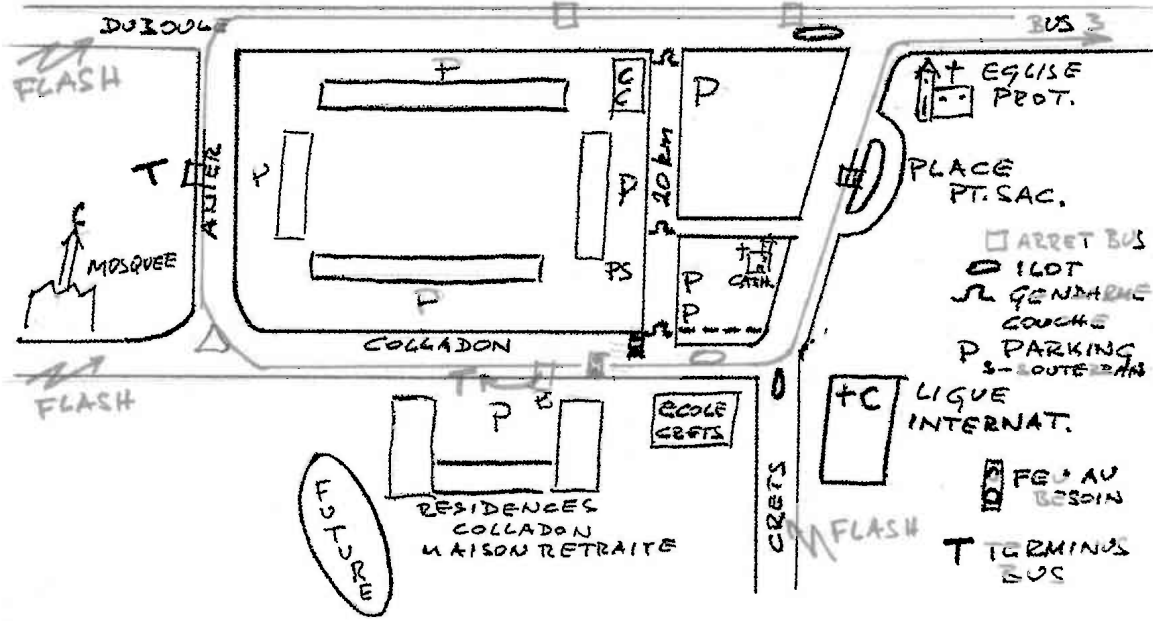 DUBOULE
BUS 3
FLASH
P
C
C
P
+ EGLISE
PROT.
T
ANIER
P
P
20 km
PLACE
PT. SAC.
C
MOSQUEE
PS
+
CATH.
P
P
P
ARRET BUS
ILOT
GENDARME
COUCHE
P PARKING
S-SOUTERRAIN
COLLADON
FLASH
T
P
ECOLE
CRETS
+C
LIGUE
INTERNAT.
FUTURE
RESIDENCES
COLLADON
MAISON RETRAITE
CRETS
FLASH
FEU AU
BESOIN
T TERMINUS
BUS